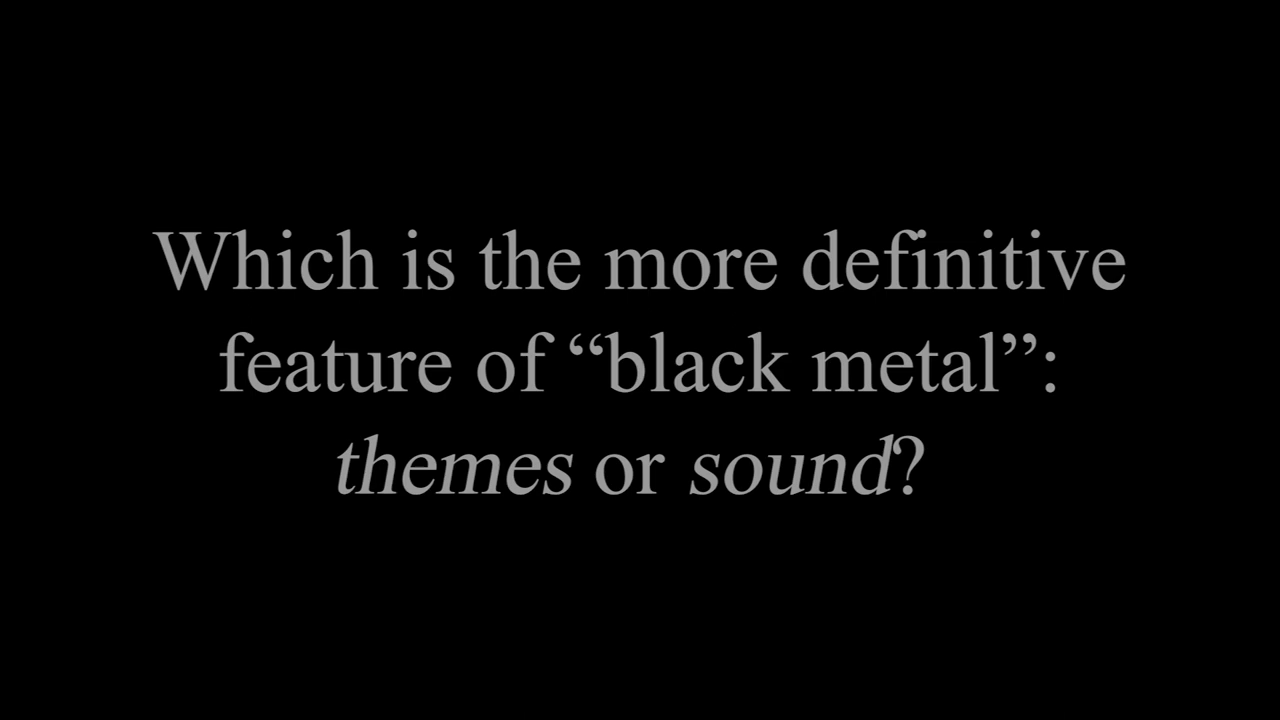 Which is the more definitive
feature of “black metal”:
themes or sound?